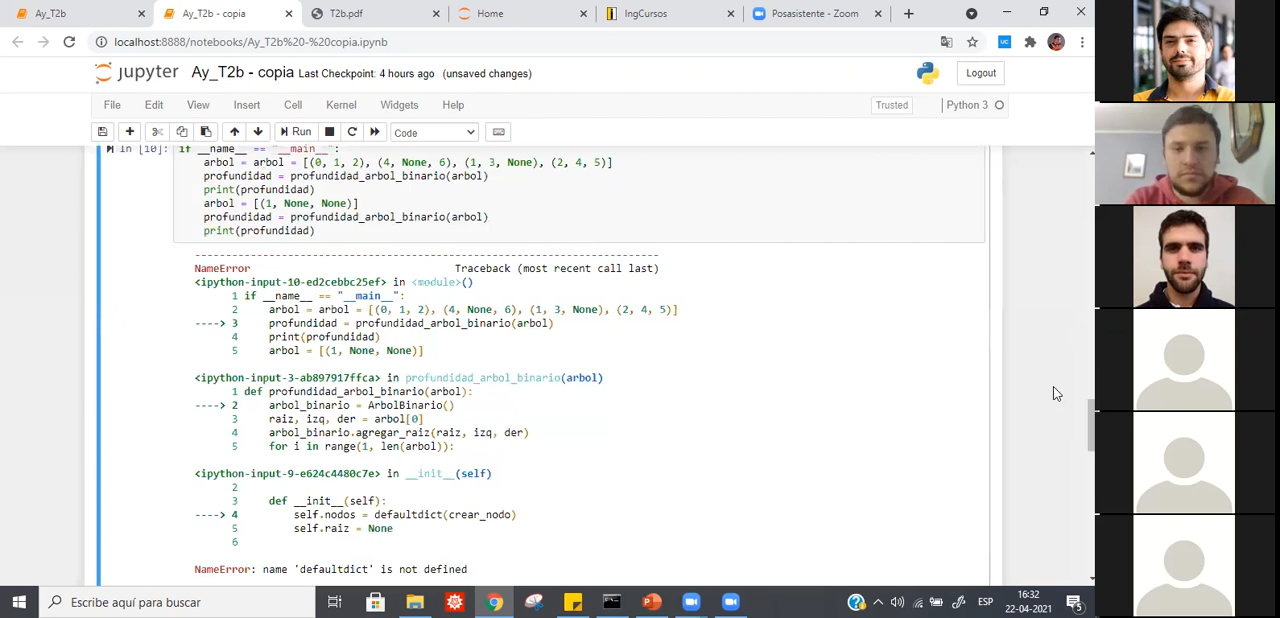 Ay_T2b
Ay_T2b - copia
T2b.pdf
Home
IngCursos
Posasistente - Zoom
localhost:8888/notebooks/Ay_T2b%20-%20copia.ipynb
UC
jupyter Ay_T2b - copia Last Checkpoint: 4 hours ago (unsaved changes)
Logout
File Edit View Insert Cell Kernel Widgets Help
Trusted
Python 3
Run
Code
In [10]: if __name__ == "__main__":
arbol = arbol = [(0, 1, 2), (4, None, 6), (1, 3, None), (2, 4, 5)]
profundidad = profundidad_arbol_binario(arbol)
print(profundidad)
arbol = [(1, None, None)]
profundidad = profundidad_arbol_binario(arbol)
print(profundidad)
---------------------------------------------------------------------------
NameError Traceback (most recent call last)
<ipython-input-10-ed2cebbc25ef> in <module>()
1 if __name__ == "__main__":
2 arbol = arbol = [(0, 1, 2), (4, None, 6), (1, 3, None), (2, 4, 5)]
----> 3 profundidad = profundidad_arbol_binario(arbol)
4 print(profundidad)
5 arbol = [(1, None, None)]
<ipython-input-3-ab897917ffca> in profundidad_arbol_binario(arbol)
1 def profundidad_arbol_binario(arbol):
----> 2 arbol_binario = ArbolBinario()
3 raiz, izq, der = arbol[0]
4 arbol_binario.agregar_raiz(raiz, izq, der)
5 for i in range(1, len(arbol)):
<ipython-input-9-e624c4480c7e> in __init__(self)
2
3 def __init__(self):
----> 4 self.nodos = defaultdict(crear_nodo)
5 self.raiz = None
6
NameError: name 'defaultdict' is not defined
Escribe aquí para buscar
ESP
16:32
22-04-2021
5